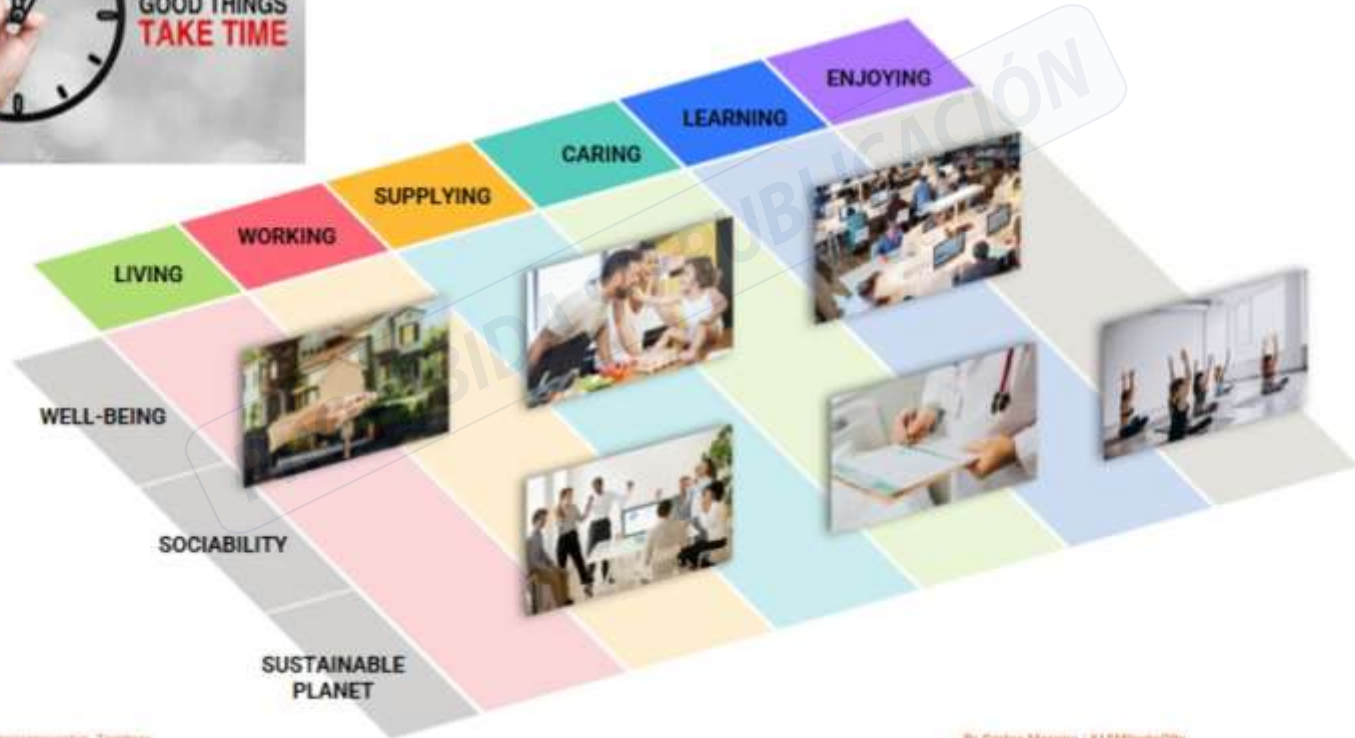 GOOD THINGS
TAKE TIME
ENJOYING
LEARNING
CARING
SUPPLYING
WORKING
LIVING
WELL-BEING
SOCIABILITY
SUSTAINABLE
PLANET